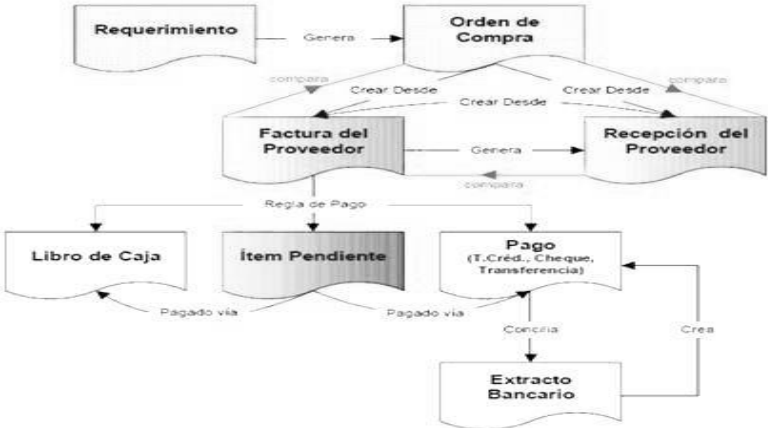 Requerimiento
Genera
Orden de
Compra
compara
compara
Crear Desde
Crear Desde
Crear Desde
Factura del
Proveedor
Genera
Recepción del
Proveedor
compara
Regla de Pago
Libro de Caja
Ítem Pendiente
Pago
(T.Créd., Cheque,
Transferencia)
Pagado vía
Pagado vía
Concilia
Crea
Extracto
Bancario